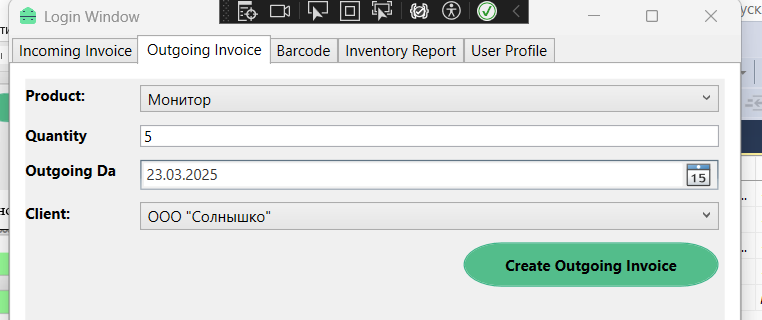 Login Window
Incoming Invoice Outgoing Invoice Barcode Inventory Report User Profile
Product: Монитор
Quantity 5
Outgoing Da 23.03.2025 15
Client: ООО "Солнышко"
Create Outgoing Invoice